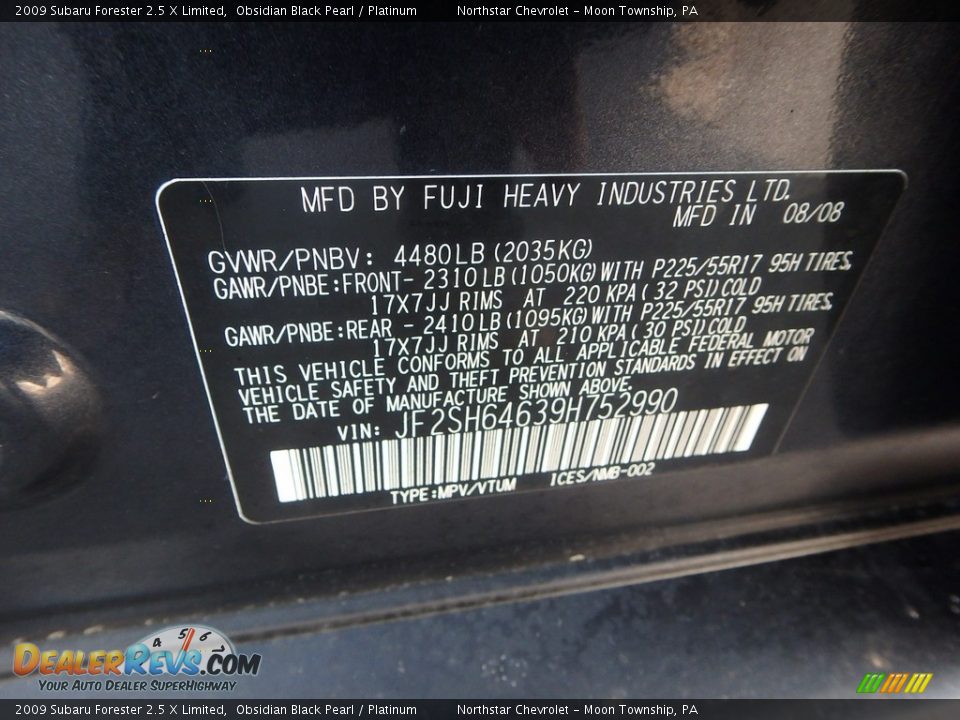 2009 Subaru Forester 2.5 X Limited,  Obsidian Black Pearl / Platinum    Northstar Chevrolet - Moon Township, PA
MFD BY FUJI HEAVY INDUSTRIES LTD.
MFD IN 08/08
GVWR/PNBV: 4480LB (2035KG)
GAWR/PNBE:FRONT- 2310LB(1050KG)WITH P225/55R17 95H TIRES,
17X7JJ RIMS AT 220 KPA(32 PSI)COLD
GAWR/PNBE:REAR - 2410LB(1095KG)WITH P225/55R17 95H TIRES,
17X7JJ RIMS AT 210 KPA(30 PSI)COLD
THIS VEHICLE CONFORMS TO ALL APPLICABLE FEDERAL MOTOR
VEHICLE SAFETY AND THEFT PREVENTION STANDARDS IN EFFECT ON
THE DATE OF MANUFACTURE SHOWN ABOVE.
VIN: JF2SH64639H752990
TYPE:MPV/VTUM ICES/NMB-002
4 5 6
DealerRevs.com
Your Auto Dealer SuperHighway
2009 Subaru Forester 2.5 X Limited,  Obsidian Black Pearl / Platinum    Northstar Chevrolet - Moon Township, PA